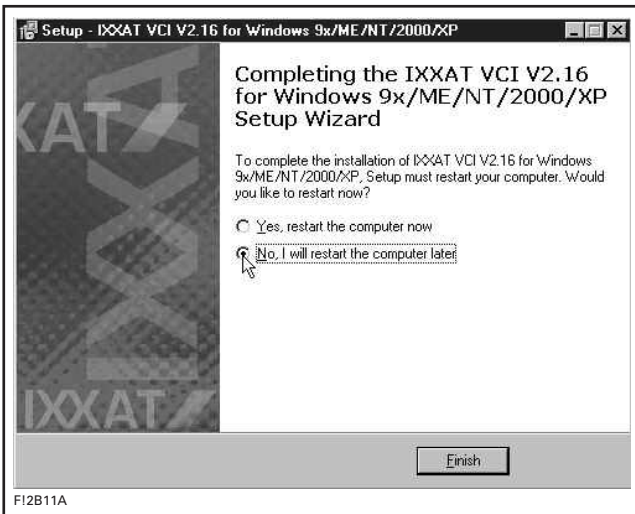 Setup - IXXAT VCI V2.16 for Windows 9x/ME/NT/2000/XP
Completing the IXXAT VCI V2.16
for Windows 9x/ME/NT/2000/XP
Setup Wizard
To complete the installation of IXXAT VCI V2.16 for Windows
9x/ME/NT/2000/XP, Setup must restart your computer. Would
you like to restart now?
Yes, restart the computer now
No, I will restart the computer later
XAT
IXXA
IXXAT
Finish
F!2B11A